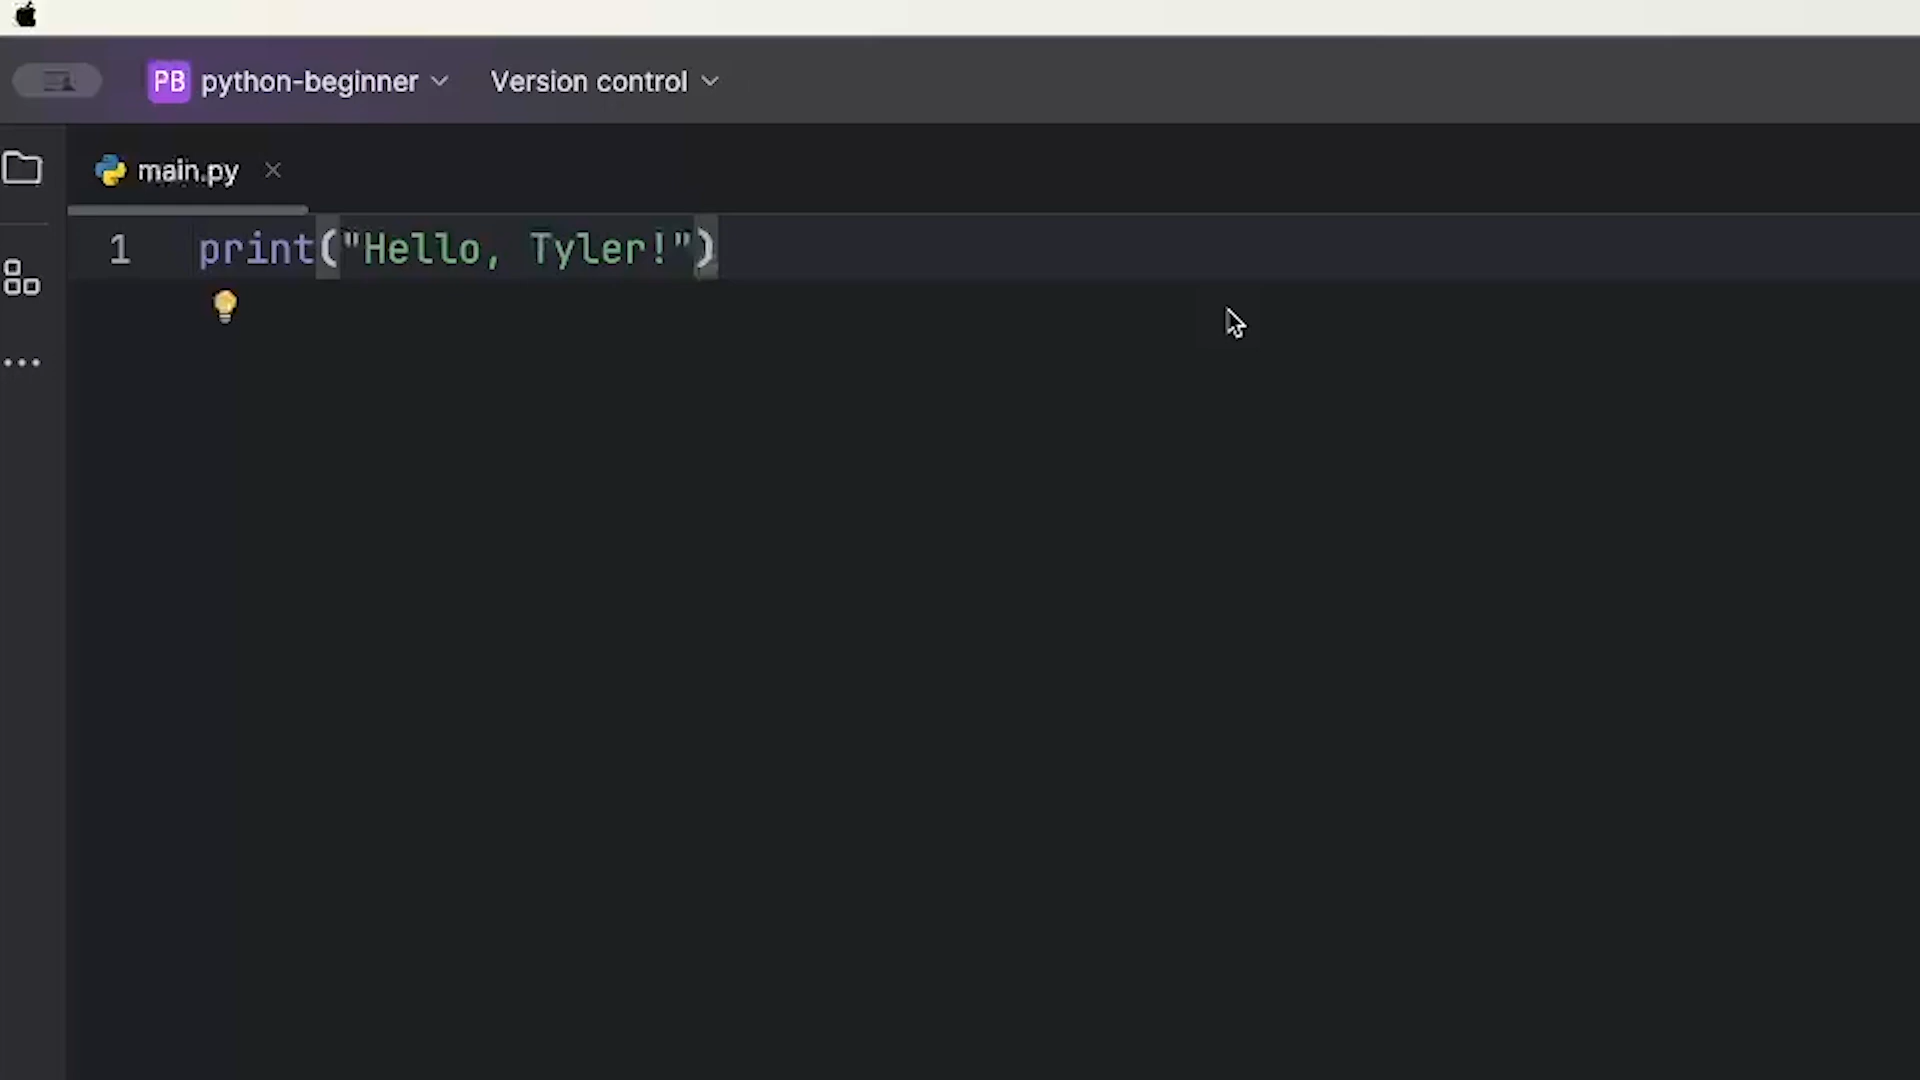 PB python-beginner Version control
main.py
1 print("Hello, Tyler!")